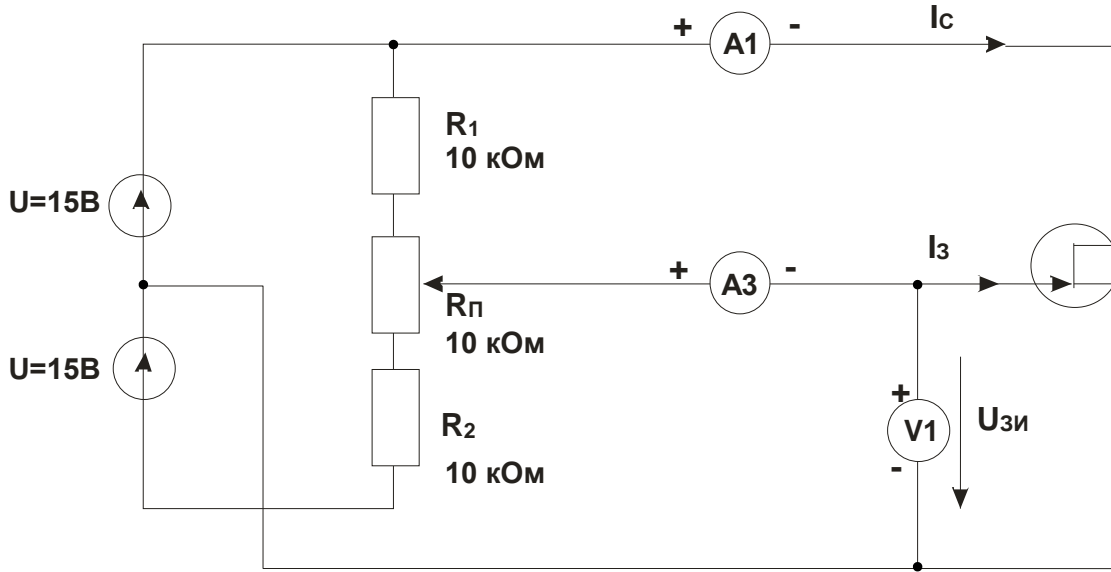 + A1 - IС
R1
10 кОм
U=15В
+ A3 - IЗ
RП
10 кОм
U=15В
+
V1
-
UЗИ
R2
10 кОм